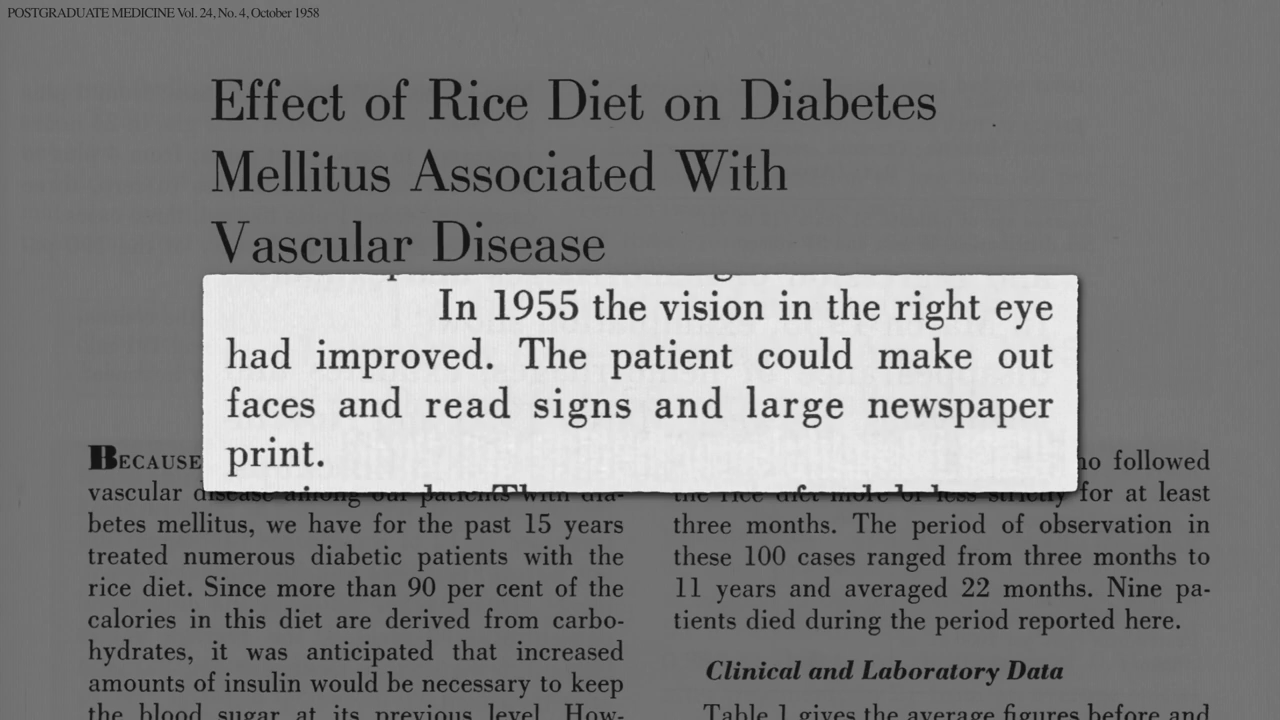 POSTGRADUATE MEDICINE Vol. 24, No. 4, October 1958
Effect of Rice Diet on Diabetes
Mellitus Associated With
Vascular Disease
In 1955 the vision in the right eye
had improved. The patient could make out
faces and read signs and large newspaper
print.
BECAUSE
vascular disease among our patients with dia-
betes mellitus, we have for the past 15 years
treated numerous diabetic patients with the
rice diet. Since more than 90 per cent of the
calories in this diet are derived from carbo-
hydrates, it was anticipated that increased
amounts of insulin would be necessary to keep
the blood sugar at its previous level. How-
followed
the rice diet more or less strictly for at least
three months. The period of observation in
these 100 cases ranged from three months to
11 years and averaged 22 months. Nine pa-
tients died during the period reported here.
Clinical and Laboratory Data
Table 1 gives the average figures before and